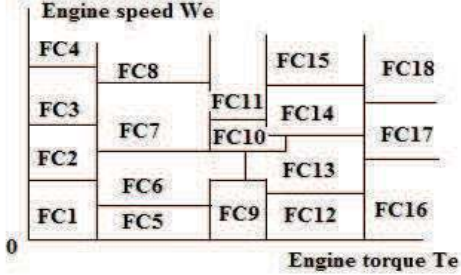 Engine speed We
FC4
FC8
FC15
FC18
FC3
FC11
FC14
FC7
FC10
FC17
FC2
FC6
FC13
FC1
FC5
FC9
FC12
FC16
0
Engine torque Te